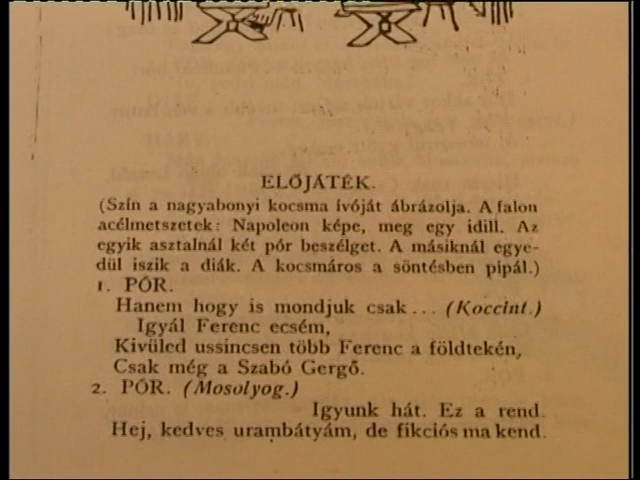 ELŐJÁTÉK.
(Szín a nagyabonyi kocsma ívóját ábrázolja. A falon
acélmetszetek: Napoleon képe, meg egy idill. Az
egyik asztalnál két pór beszélget. A másiknál egye-
dül iszik a diák. A kocsmáros a söntésben pipál.)
1. PÓR.
Hanem hogy is mondjuk csak... (Koccint.)
Igyál Ferenc ecsém,
Kivüled ussincsen több Ferenc a földtekén,
Csak még a Szabó Gergő.
2. PÓR. (Mosolyog.)
Igyunk hát. Ez a rend.
Hej, kedves urambátyám, de fikciós ma kend.